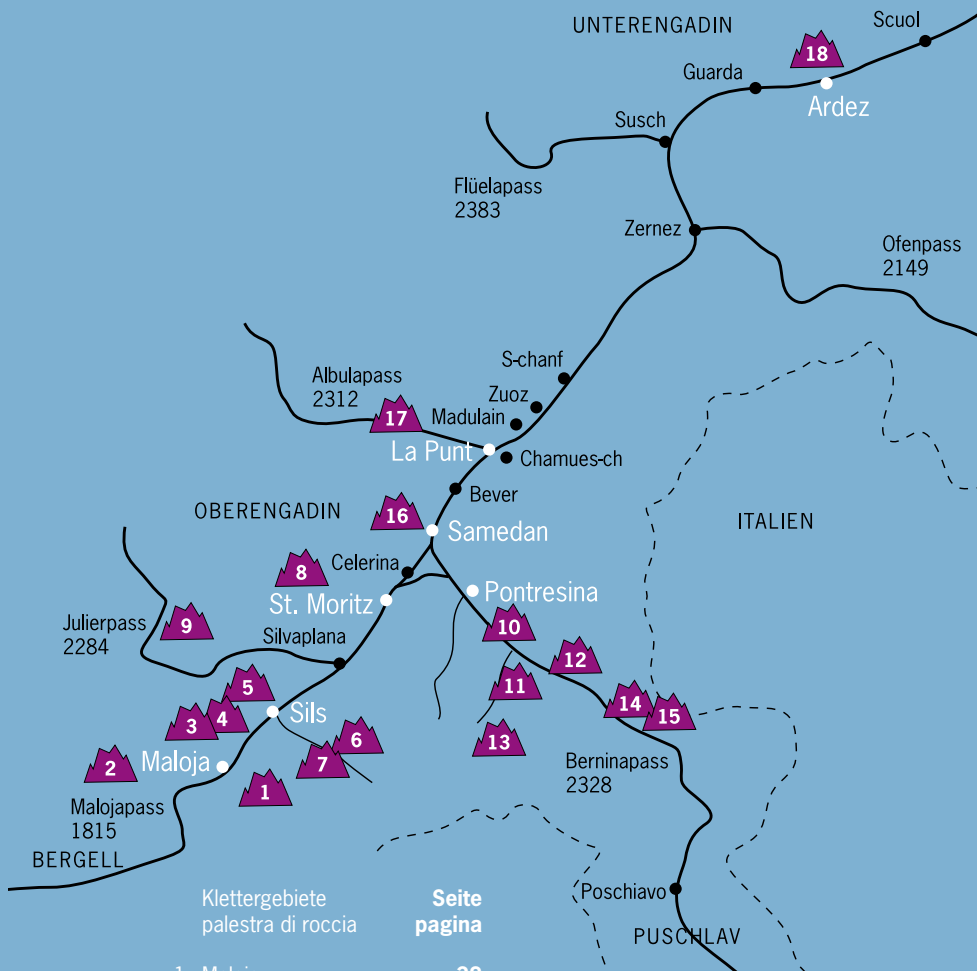 UNTERENGADIN
Scuol
18
Guarda
Ardez
Susch
Flüelapass
2383
Zernez
Ofenpass
2149
S-chanf
Albulapass
2312
Zuoz
17
Madulain
La Punt
Chamues-ch
Bever
OBERENGADIN
16
Samedan
ITALIEN
Celerina
8
St. Moritz
Pontresina
Julierpass
2284
9
10
Silvaplana
12
5
11
14
15
3
4
Sils
6
13
2
Maloja
7
1
Berninapass
2328
Malojapass
1815
BERGELL
Klettergebiete
palestra di roccia
Seite
pagina
Poschiavo
PUSCHLAV